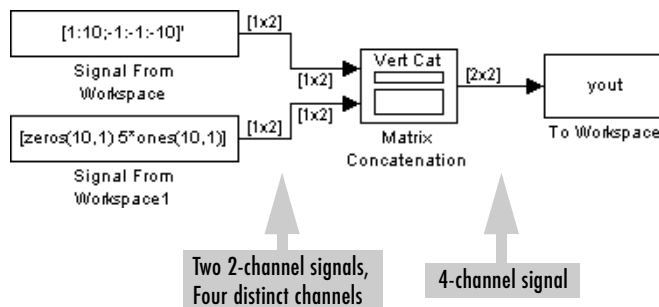 [1:10;-1:-1:-10]'
[1x2]
Signal From
Workspace
[1x2]
Vert Cat
[2x2]
yout
[zeros(10,1) 5*ones(10,1)]
[1x2]
[1x2]
Matrix
Concatenation
To Workspace
Signal From
Workspace1
Two 2-channel signals,
Four distinct channels
4-channel signal